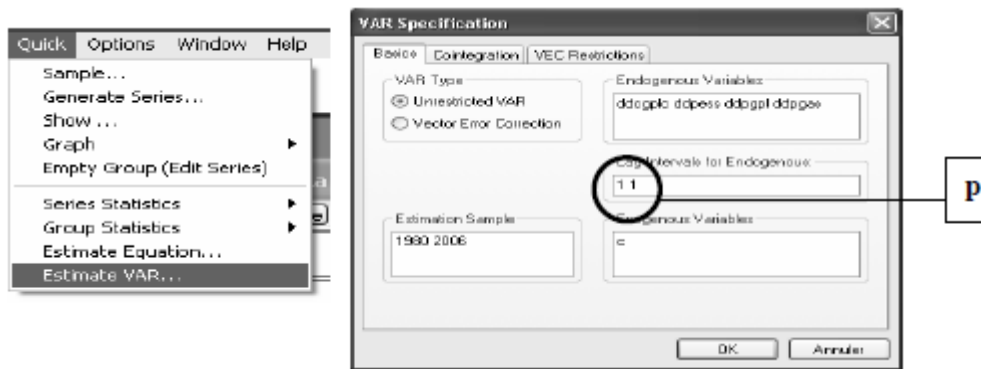 Quick Options Window Help
Sample...
Generate Series...
Show ...
Graph
Empty Group (Edit Series)
Series Statistics
Group Statistics
Estimate Equation...
Estimate VAR...
VAR Specification
Basics Cointegration VEC Restrictions
VAR Type
Unrestricted VAR
Vector Error Correction
Endogenous Variables
ddpess ddpgpl
Lag Intervals for Endogenous:
1 1
Estimation Sample
1980 2006
Exogenous Variables
c
OK Annuler
p